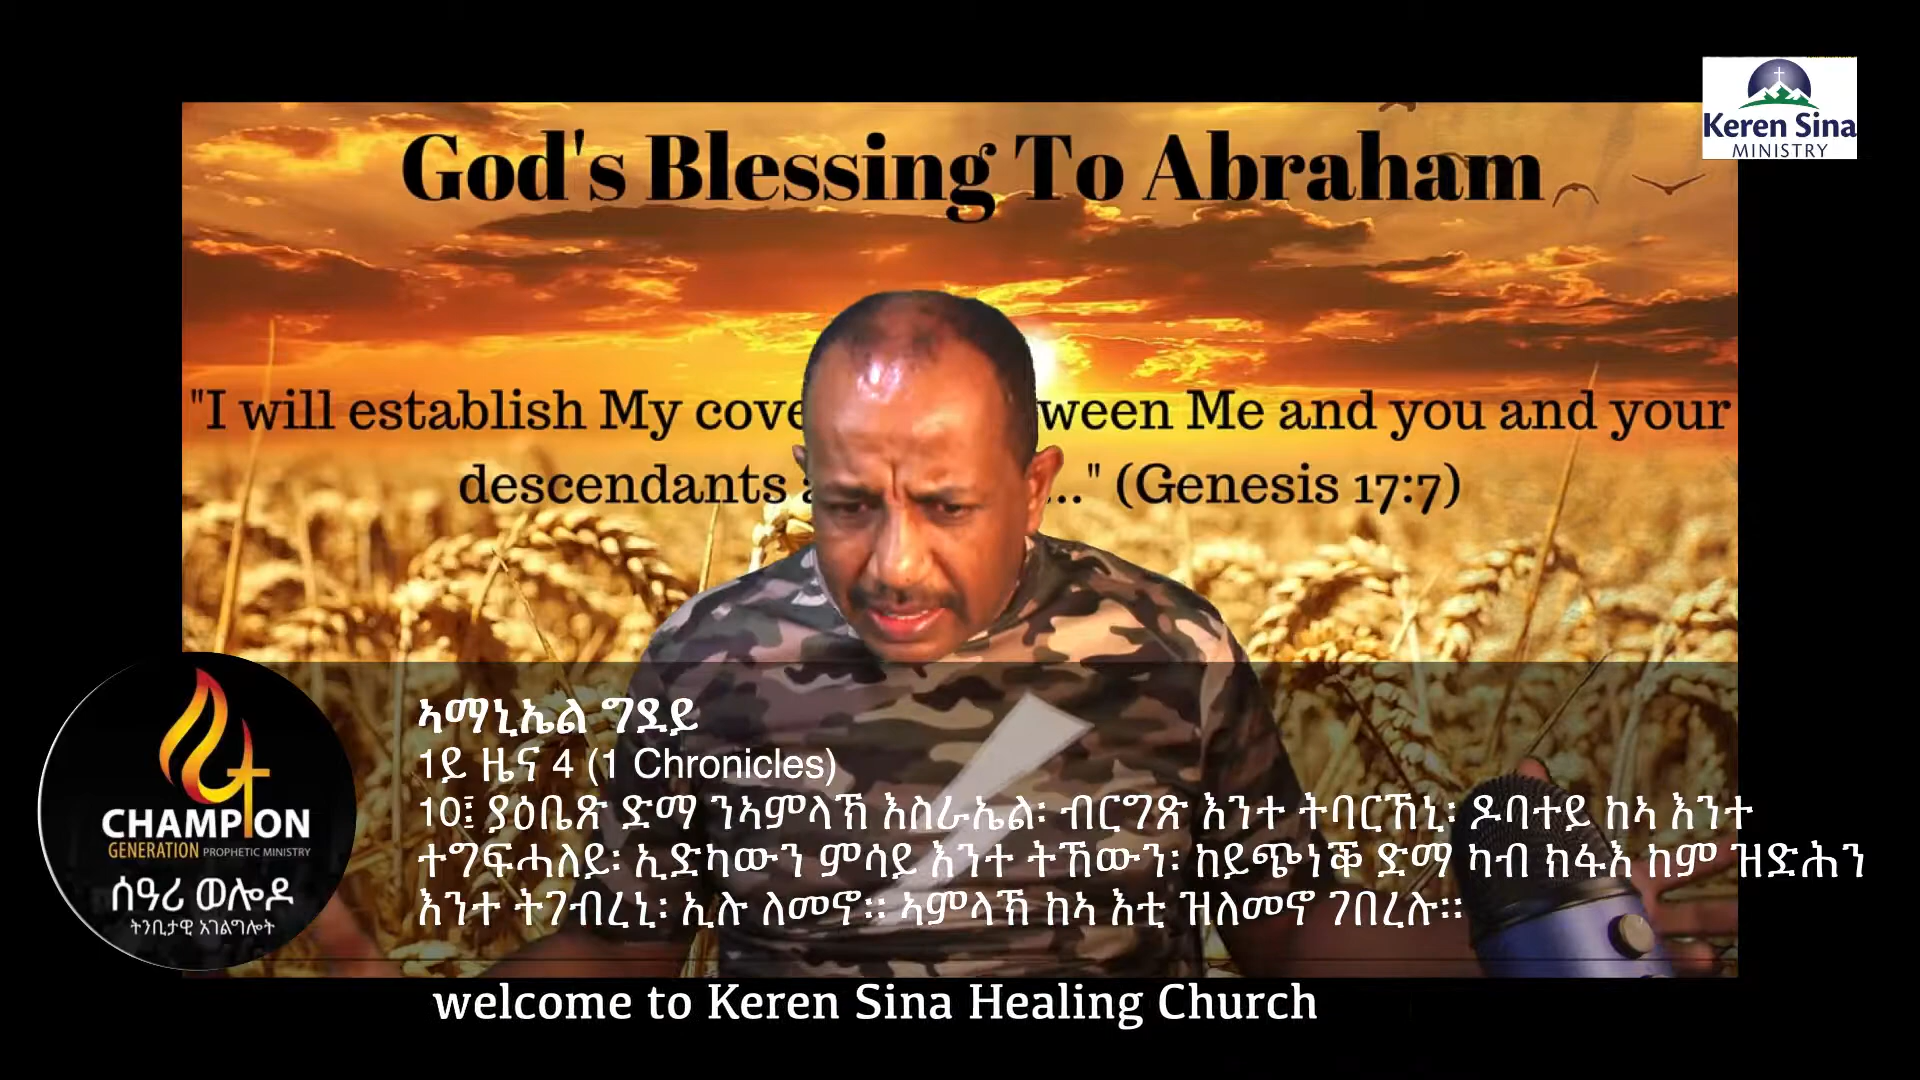 Keren Sina
MINISTRY
God's Blessing To Abraham
"I will establish My cove ween Me and you and your
descendants ..." (Genesis 17:7)
ኣማኒኤል ግደይ
1ይ ዜና 4 (1 Chronicles)
10፤ ያዕቤጽ ድማ ንኣምላኽ እስራኤል፡ ብርግጽ እንተ ትባርኸኒ፡ ዶባተይ ከኣ እንተ
ተግፍሓለይ፡ ኢድካውን ምሳይ እንተ ትኸውን፡ ከይጭነቕ ድማ ካብ ክፋእ ከም ዝድሕን
እንተ ትገብረኒ፡ ኢሉ ለመኖ። ኣምላኽ ከኣ እቲ ዝለመኖ ገበረሉ።
CHAMPION
GENERATION PROPHETIC MINISTRY
ሰዓሪ ወሎዶ
ትንቢታዊ አገልግሎት
welcome to Keren Sina Healing Church